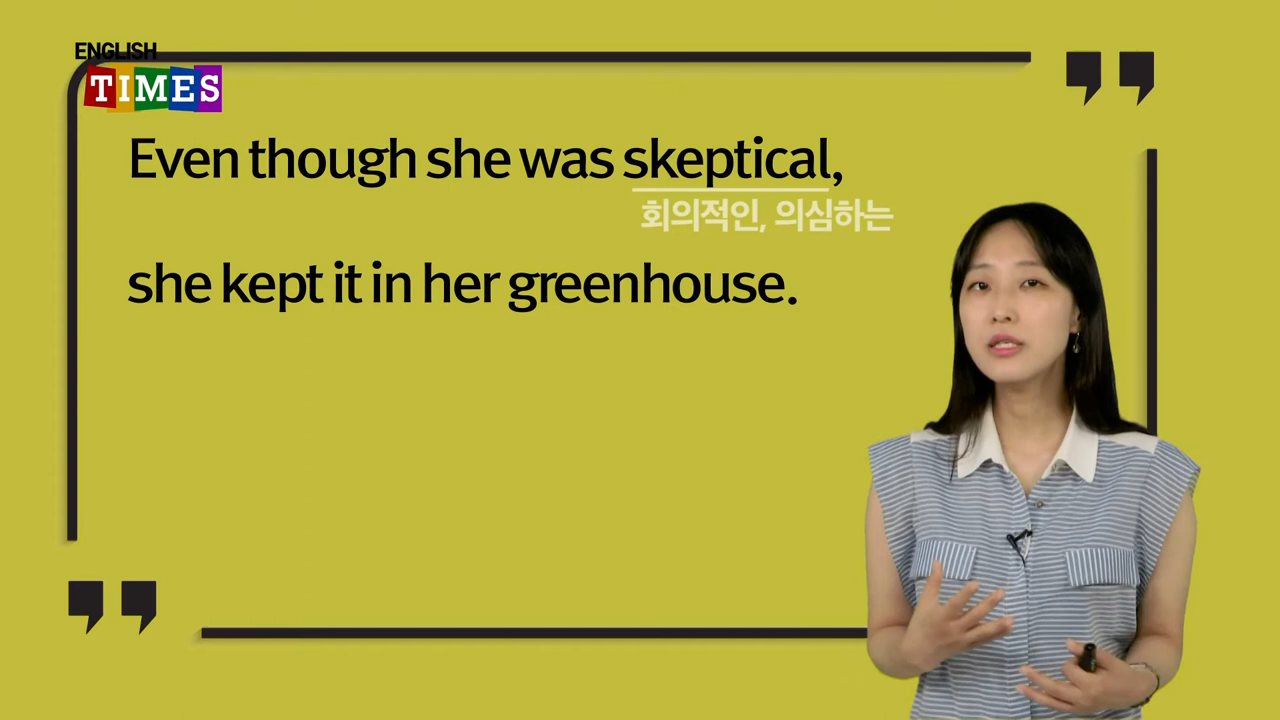 ENGLISH
TIMES
Even though she was skeptical,
회의적인, 의심하는
she kept it in her greenhouse.